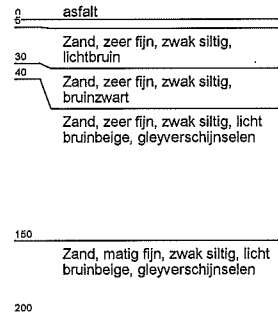 0 asfalt
5
Zand, zeer fijn, zwak siltig,
30 lichtbruin
40 Zand, zeer fijn, zwak siltig,
bruinzwart
Zand, zeer fijn, zwak siltig, licht
bruinbeige, gleyverschijnselen
150
Zand, matig fijn, zwak siltig, licht
bruinbeige, gleyverschijnselen
200